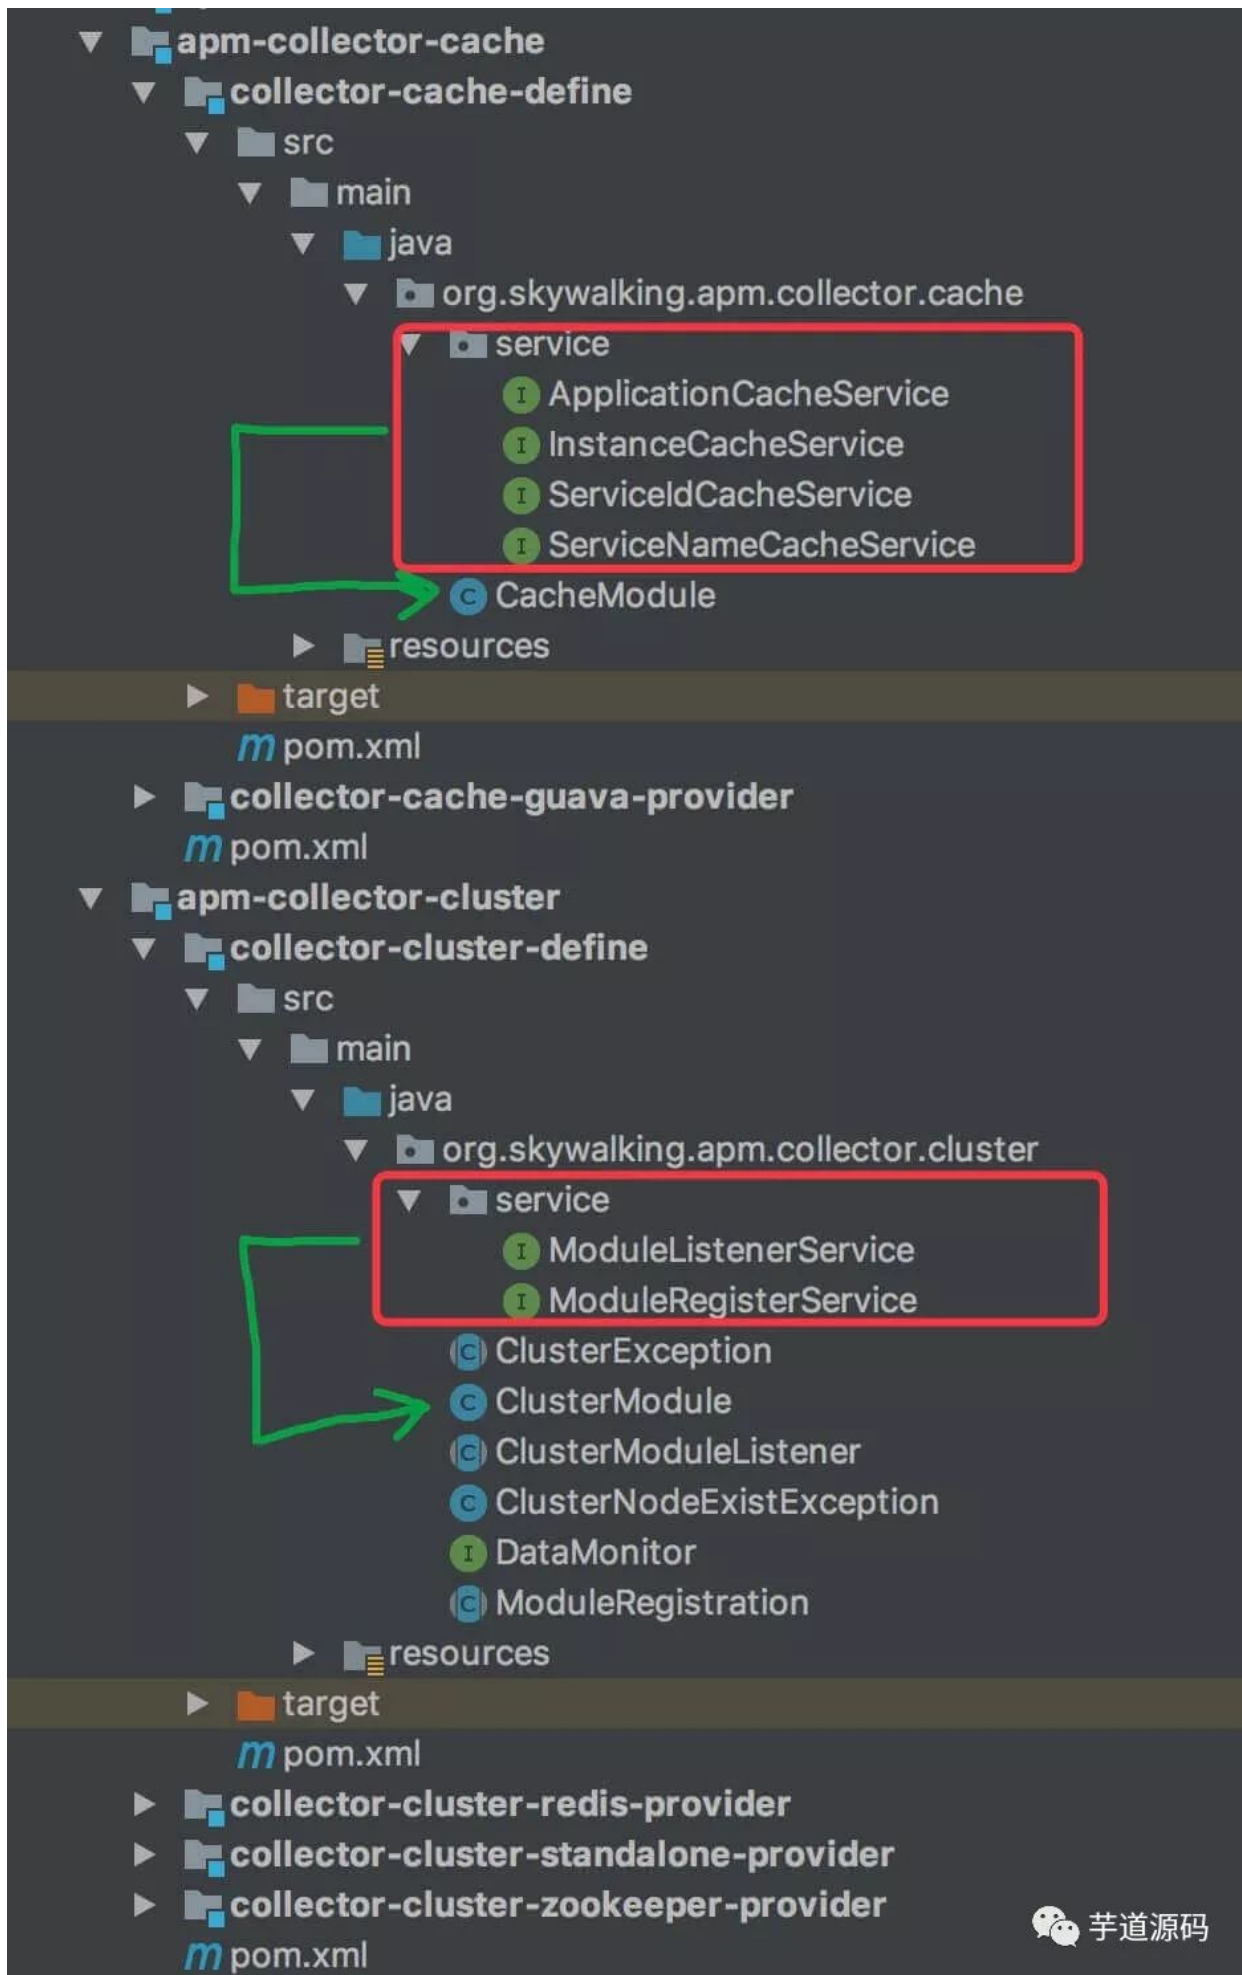 apm-collector-cache
collector-cache-define
src
main
java
org.skywalking.apm.collector.cache
service
ApplicationCacheService
InstanceCacheService
ServiceIdCacheService
ServiceNameCacheService
CacheModule
resources
target
pom.xml
collector-cache-guava-provider
pom.xml
apm-collector-cluster
collector-cluster-define
src
main
java
org.skywalking.apm.collector.cluster
service
ModuleListenerService
ModuleRegisterService
ClusterException
ClusterModule
ClusterModuleListener
ClusterNodeExistException
DataMonitor
ModuleRegistration
resources
target
pom.xml
collector-cluster-redis-provider
collector-cluster-standalone-provider
collector-cluster-zookeeper-provider
pom.xml
芋道源码